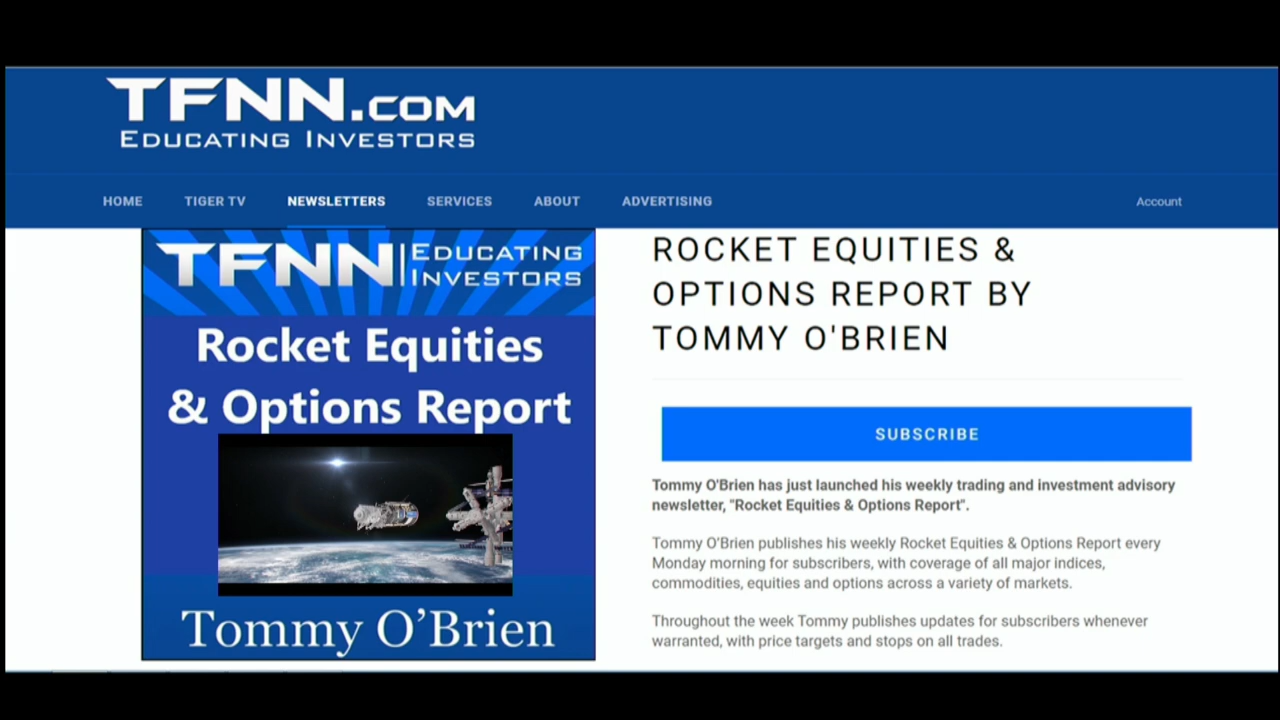 TFNN.COM
EDUCATING INVESTORS
HOME TIGER TV NEWSLETTERS SERVICES ABOUT ADVERTISING Account
TFNN EDUCATING INVESTORS
Rocket Equities
& Options Report
Tommy O’Brien
ROCKET EQUITIES &
OPTIONS REPORT BY
TOMMY O'BRIEN
SUBSCRIBE
Tommy O'Brien has just launched his weekly trading and investment advisory
newsletter, "Rocket Equities & Options Report".
Tommy O'Brien publishes his weekly Rocket Equities & Options Report every
Monday morning for subscribers, with coverage of all major indices,
commodities, equities and options across a variety of markets.
Throughout the week Tommy publishes updates for subscribers whenever
warranted, with price targets and stops on all trades.